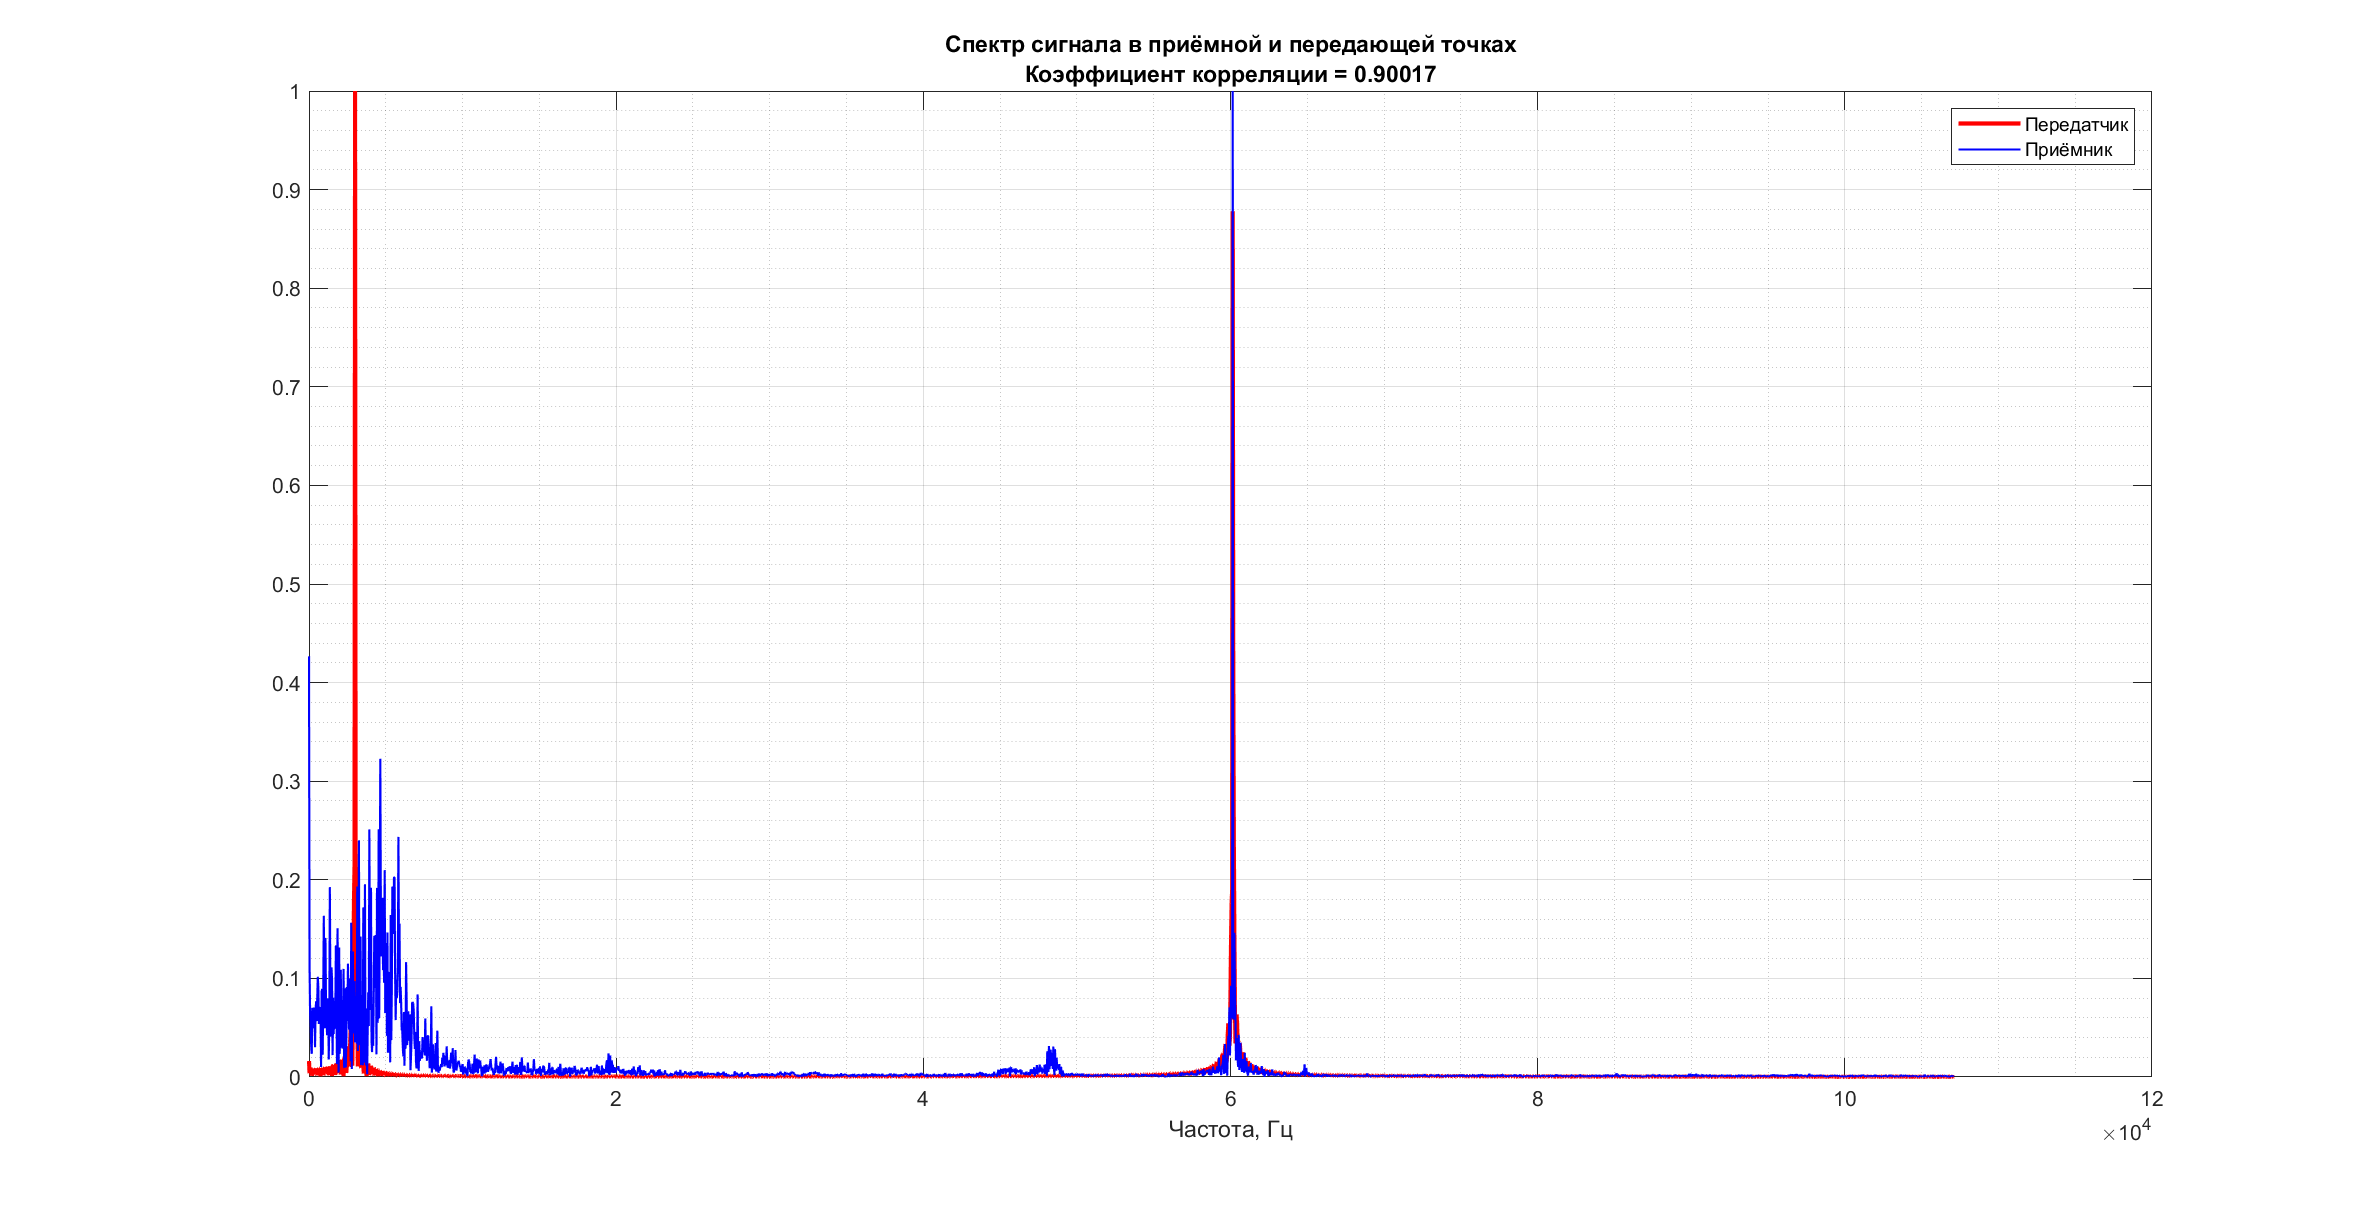 Спектр сигнала в приёмной и передающей точках
Коэффициент корреляции = 0.90017
1
0.9
0.8
0.7
0.6
0.5
0.4
0.3
0.2
0.1
0
Передатчик
Приёмник
0 2 4 6 8 10 12
Частота, Гц
×10⁴